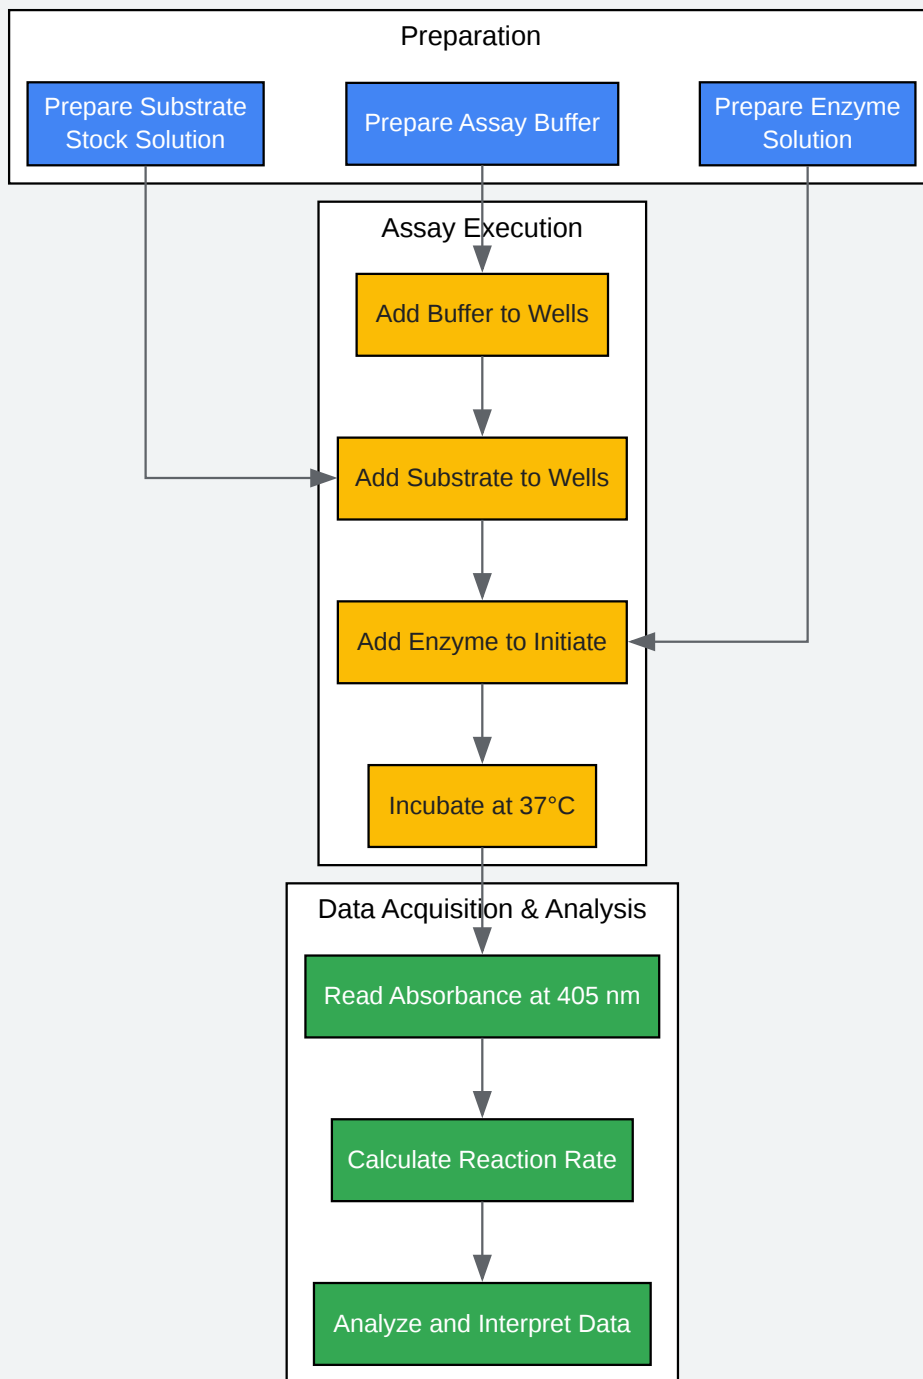 Preparation
Prepare Substrate
Stock Solution
Prepare Assay Buffer
Prepare Enzyme
Solution
Assay Execution
Add Buffer to Wells
Add Substrate to Wells
Add Enzyme to Initiate
Incubate at 37°C
Data Acquisition & Analysis
Read Absorbance at 405 nm
Calculate Reaction Rate
Analyze and Interpret Data